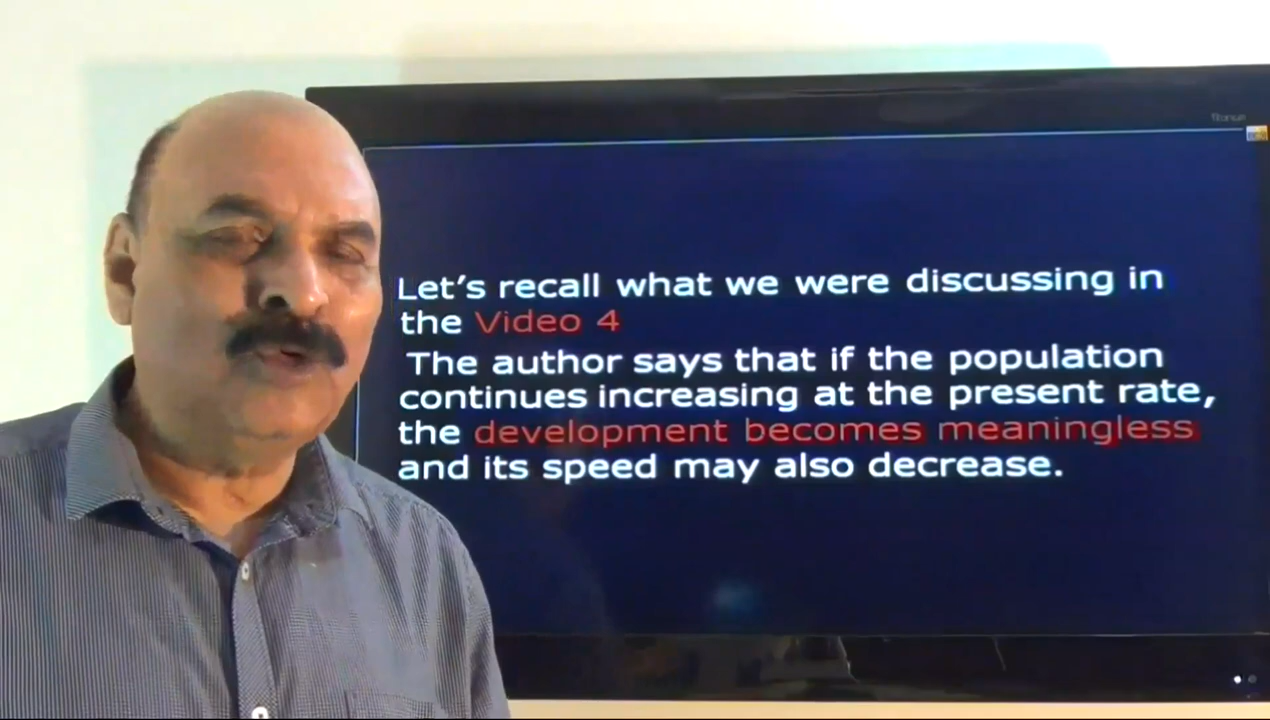 Let's recall what we were discussing in
the Video 4
The author says that if the population
continues increasing at the present rate,
the development becomes meaningless
and its speed may also decrease.